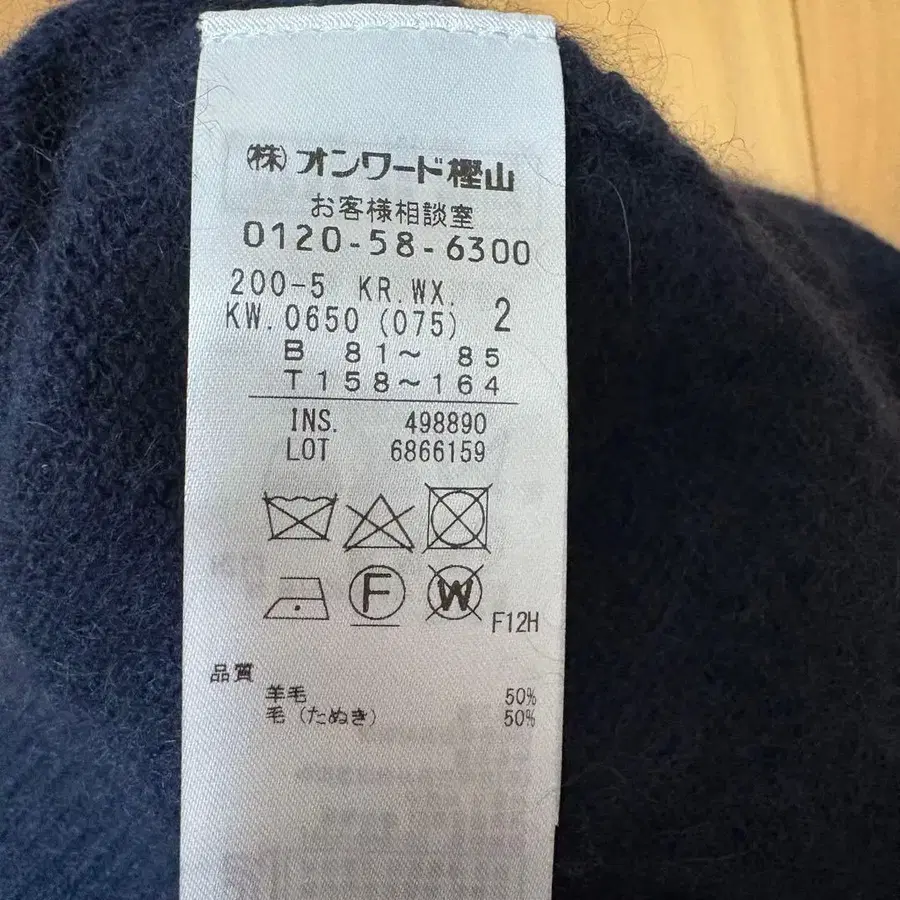 (株) オンワード樫山
お客様相談室
0120-58-6300
200-5 KR.WX. 2
KW.0650 (075)
B 81～ 85
T158～164
INS. 498890
LOT 6866159
F
W
F12H
品質
羊毛 50%
毛 (たぬき) 50%